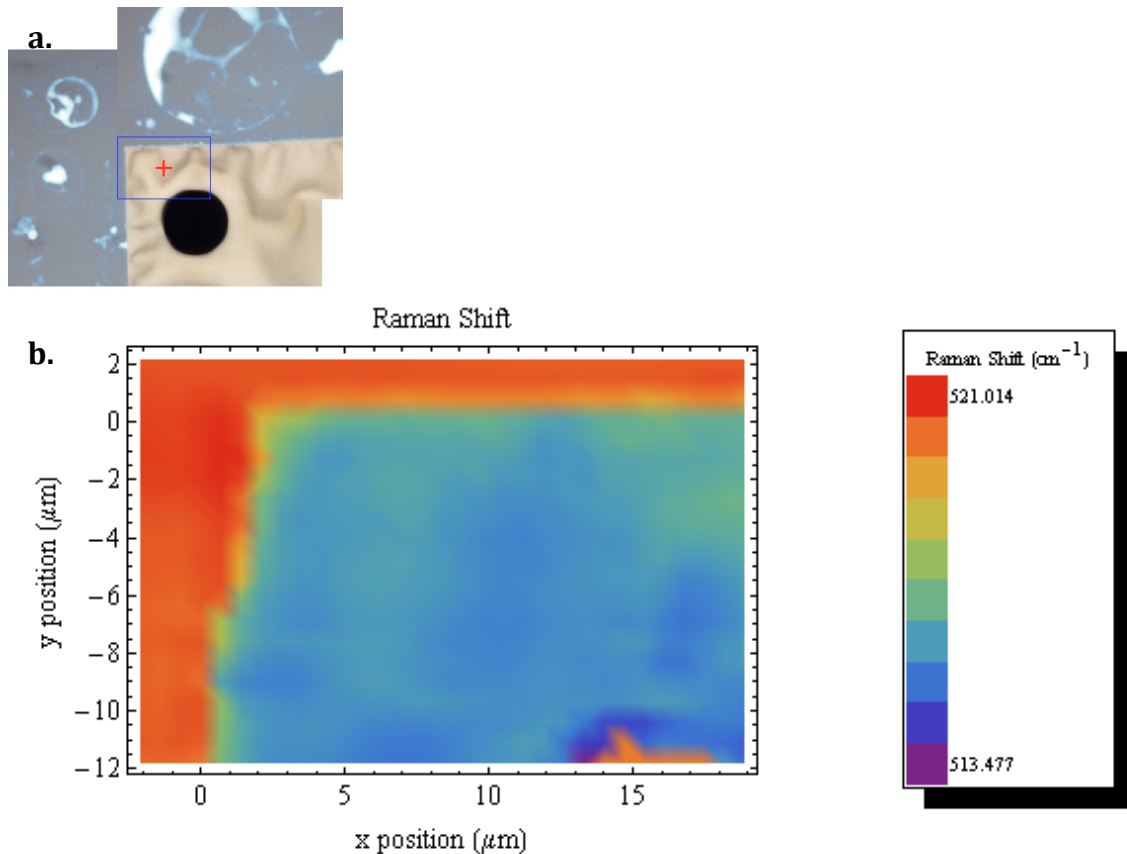 a.
Raman Shift
b.
2
0
−2
−4
−6
−8
−10
−12
y position (μm)
0
5
10
15
x position (μm)
Raman Shift (cm⁻¹)
521.014
513.477